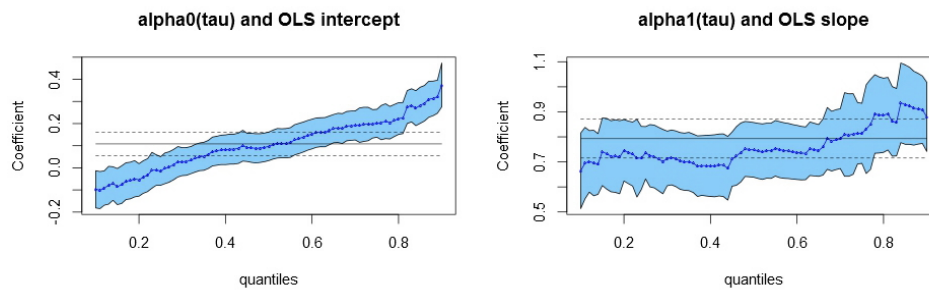 alpha0(tau) and OLS intercept
Coefficient
-0.2 0.0 0.2 0.4
0.2 0.4 0.6 0.8
quantiles
alpha1(tau) and OLS slope
Coefficient
0.5 0.7 0.9 1.1
0.2 0.4 0.6 0.8
quantiles